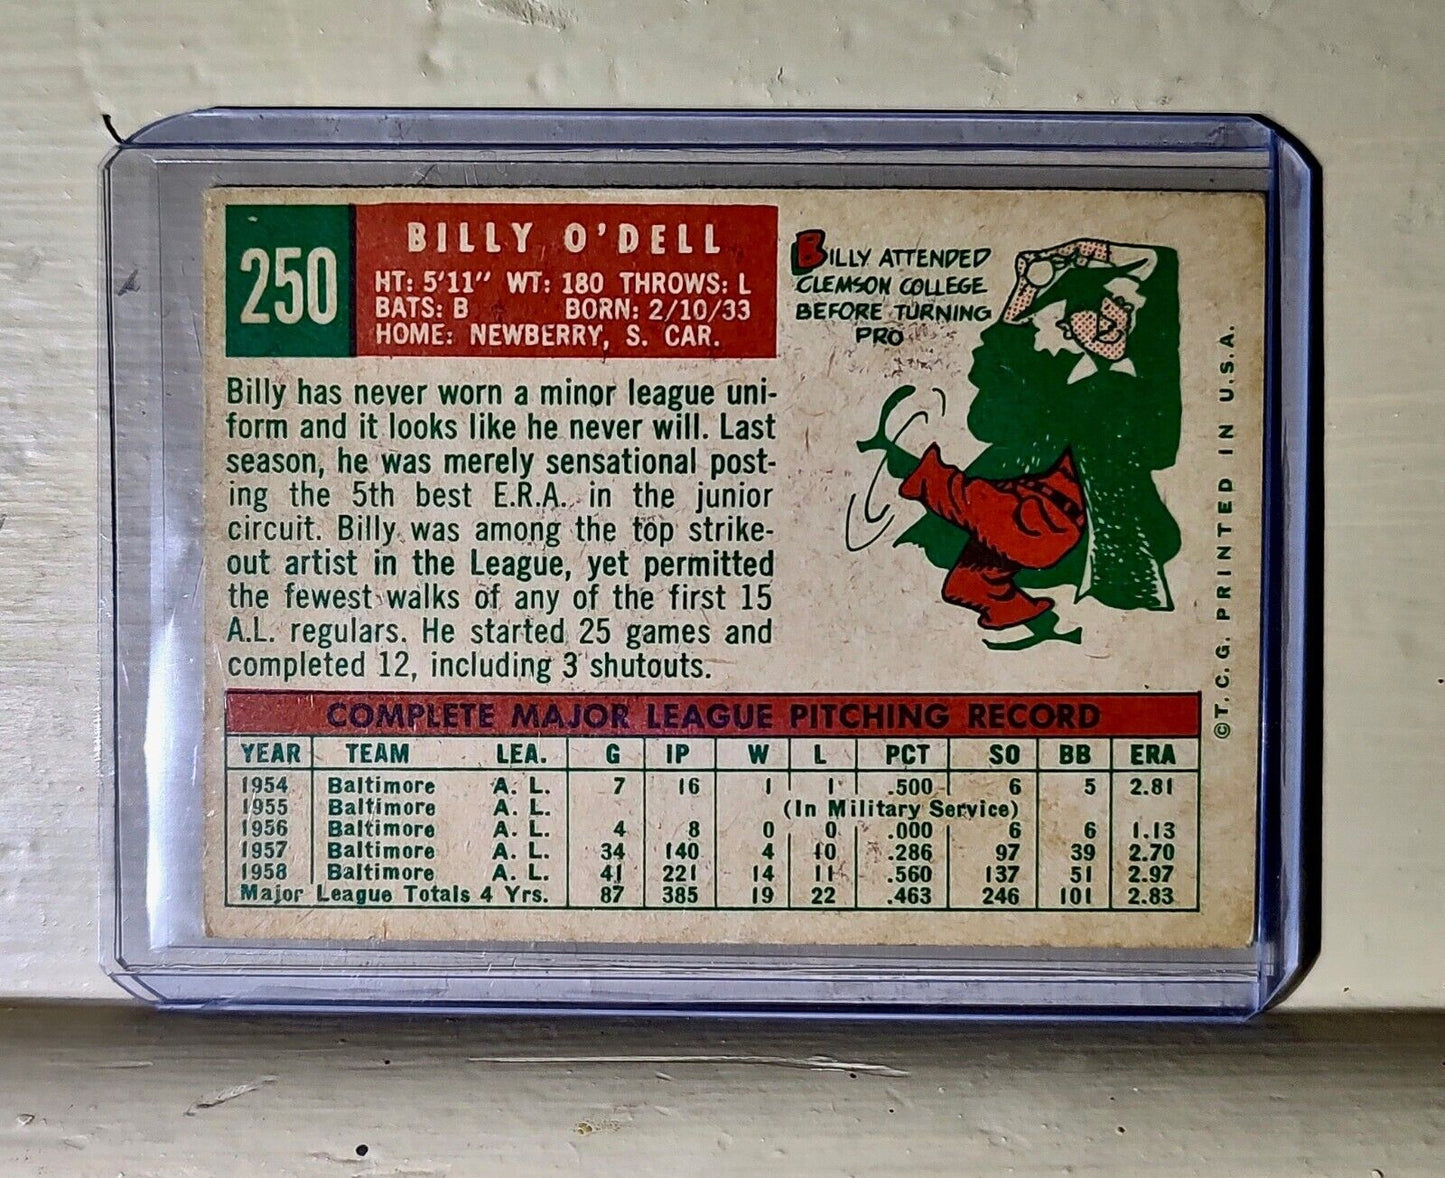 250
BILLY O'DELL
HT: 5'11" WT: 180 THROWS: L
BATS: B BORN: 2/10/33
HOME: NEWBERRY, S. CAR.
BILLY ATTENDED
CLEMSON COLLEGE
BEFORE TURNING
PRO
Billy has never worn a minor league uni-
form and it looks like he never will. Last
season, he was merely sensational post-
ing the 5th best E.R.A. in the junior
circuit. Billy was among the top strike-
out artist in the League, yet permitted
the fewest walks of any of the first 15
A.L. regulars. He started 25 games and
completed 12, including 3 shutouts.
©T. C. G. PRINTED IN U.S.A.
COMPLETE MAJOR LEAGUE PITCHING RECORD
YEAR TEAM LEA. G IP W L PCT SO BB ERA
1954 Baltimore A. L. 7 16 1 1 .500 6 5 2.81
1955 Baltimore A. L. (In Military Service)
1956 Baltimore A. L. 4 8 0 0 .000 6 6 1.13
1957 Baltimore A. L. 34 140 4 10 .286 97 39 2.70
1958 Baltimore A. L. 41 221 14 11 .560 137 51 2.97
Major League Totals 4 Yrs. 87 385 19 22 .463 246 101 2.83